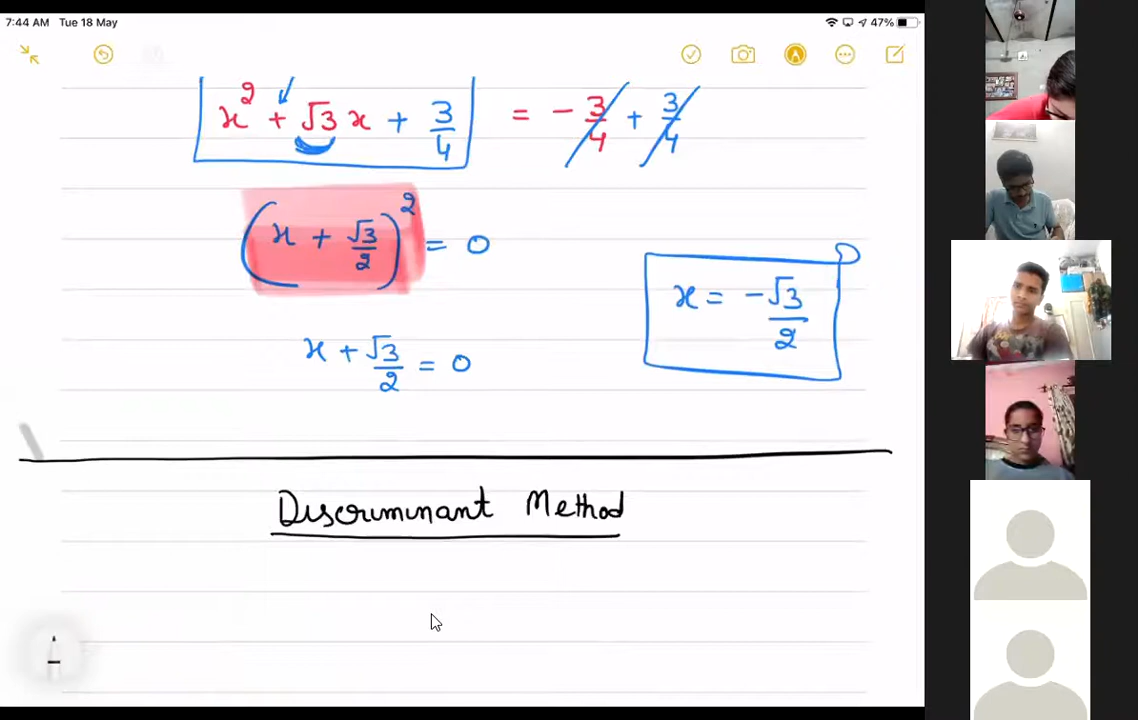 7:44 AM Tue 18 May
47%
x² + √3 x + 3/4 = - 3/4 + 3/4
(x + √3/2)² = 0
x = -√3/2
x + √3/2 = 0
Discriminant Method